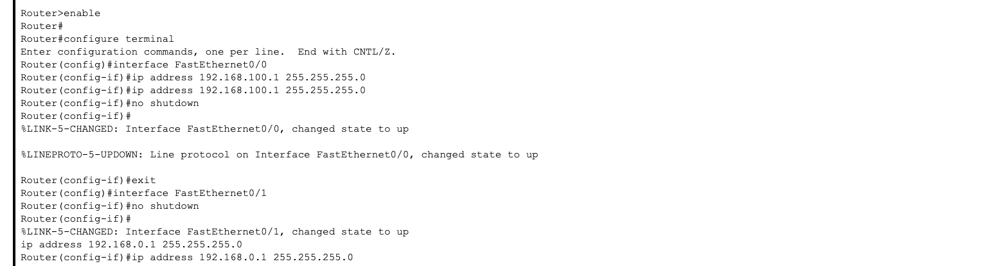 Router>enable
Router#
Router#configure terminal
Enter configuration commands, one per line.  End with CNTL/Z.
Router(config)#interface FastEthernet0/0
Router(config-if)#ip address 192.168.100.1 255.255.255.0
Router(config-if)#ip address 192.168.100.1 255.255.255.0
Router(config-if)#no shutdown
Router(config-if)#
%LINK-5-CHANGED: Interface FastEthernet0/0, changed state to up
%LINEPROTO-5-UPDOWN: Line protocol on Interface FastEthernet0/0, changed state to up
Router(config-if)#exit
Router(config)#interface FastEthernet0/1
Router(config-if)#no shutdown
Router(config-if)#
%LINK-5-CHANGED: Interface FastEthernet0/1, changed state to up
ip address 192.168.0.1 255.255.255.0
Router(config-if)#ip address 192.168.0.1 255.255.255.0